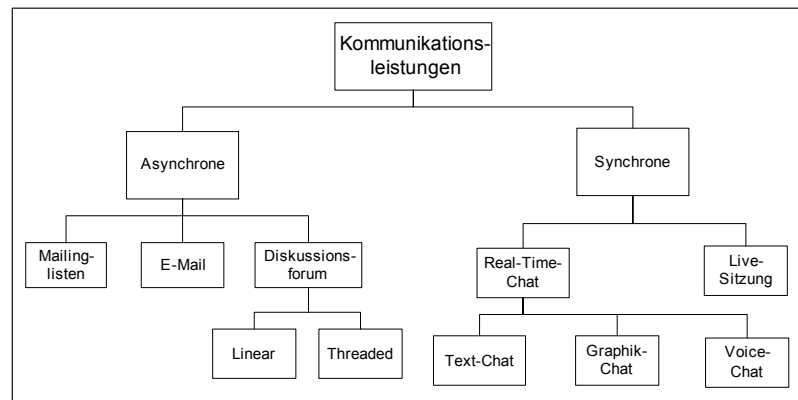 Kommunikations-
leistungen
Asynchrone
Synchrone
Mailing-
listen
E-Mail
Diskussions-
forum
Real-Time-
Chat
Live-
Sitzung
Linear
Threaded
Text-Chat
Graphik-
Chat
Voice-
Chat